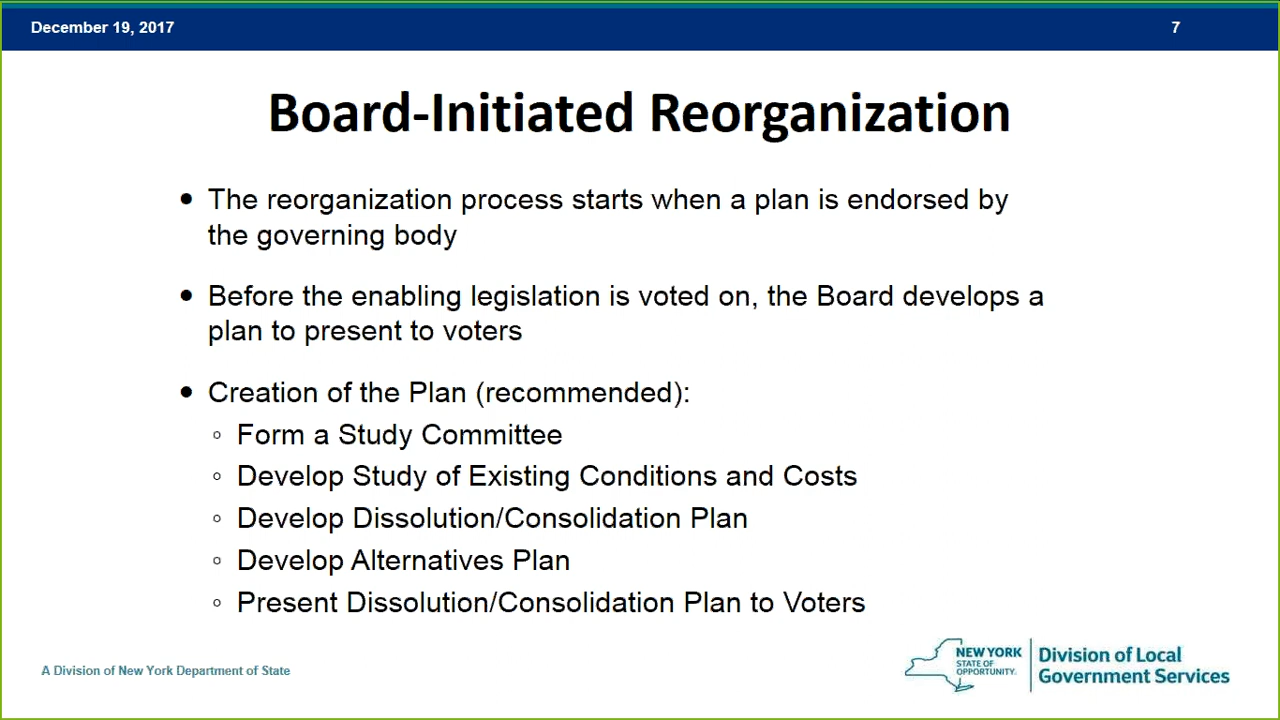 December 19, 2017
7
Board-Initiated Reorganization
• The reorganization process starts when a plan is endorsed by
the governing body
• Before the enabling legislation is voted on, the Board develops a
plan to present to voters
• Creation of the Plan (recommended):
◦ Form a Study Committee
◦ Develop Study of Existing Conditions and Costs
◦ Develop Dissolution/Consolidation Plan
◦ Develop Alternatives Plan
◦ Present Dissolution/Consolidation Plan to Voters
A Division of New York Department of State
NEW YORK
STATE OF
OPPORTUNITY.
Division of Local
Government Services